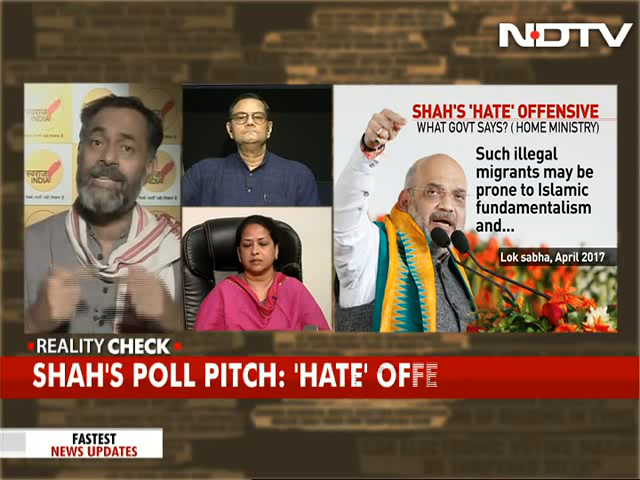 NDTV
SHAH'S 'HATE' OFFENSIVE
WHAT GOVT SAYS? ( HOME MINISTRY)
Such illegal
migrants may be
prone to Islamic
fundamentalism
and...
Lok sabha, April 2017
स्वराज
INDIA
REALITY CHECK
SHAH'S POLL PITCH: 'HATE' OFFE
FASTEST
NEWS UPDATES